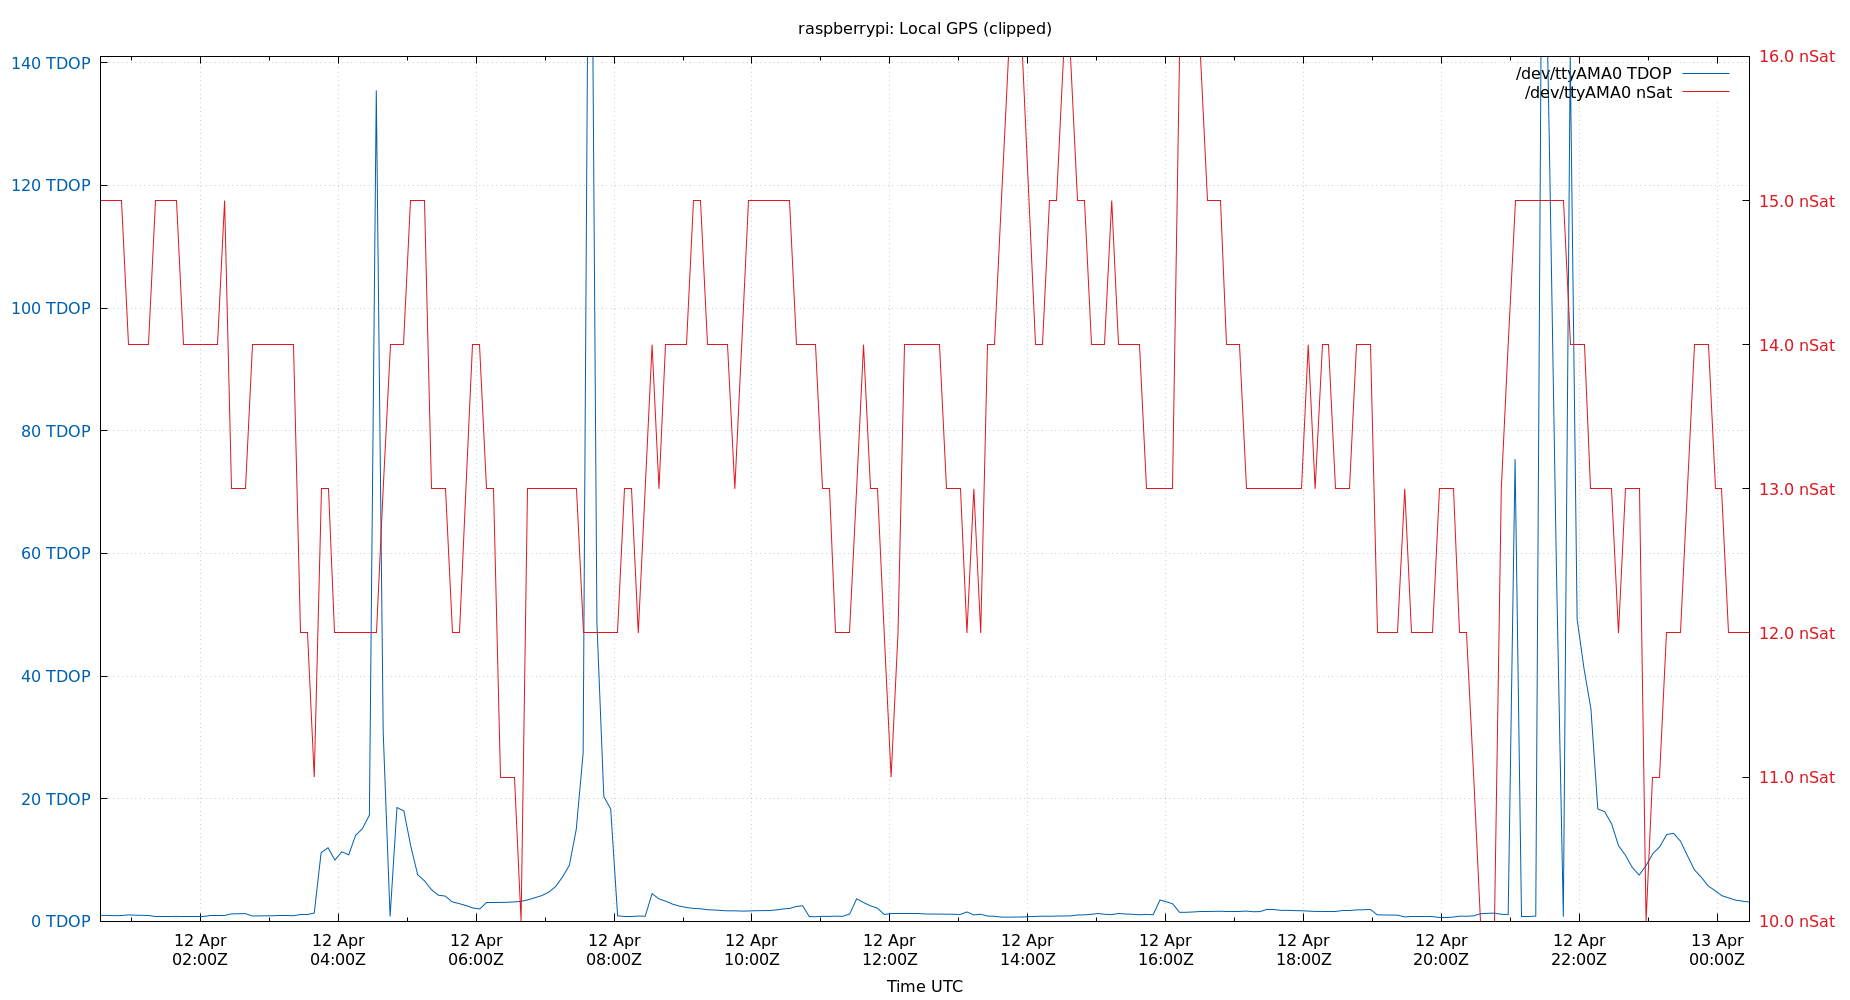 raspberrypi: Local GPS (clipped)
140 TDOP
120 TDOP
100 TDOP
80 TDOP
60 TDOP
40 TDOP
20 TDOP
0 TDOP
16.0 nSat
15.0 nSat
14.0 nSat
13.0 nSat
12.0 nSat
11.0 nSat
10.0 nSat
/dev/ttyAMA0 TDOP
/dev/ttyAMA0 nSat
12 Apr
02:00Z
12 Apr
04:00Z
12 Apr
06:00Z
12 Apr
08:00Z
12 Apr
10:00Z
12 Apr
12:00Z
12 Apr
14:00Z
12 Apr
16:00Z
12 Apr
18:00Z
12 Apr
20:00Z
12 Apr
22:00Z
13 Apr
00:00Z
Time UTC